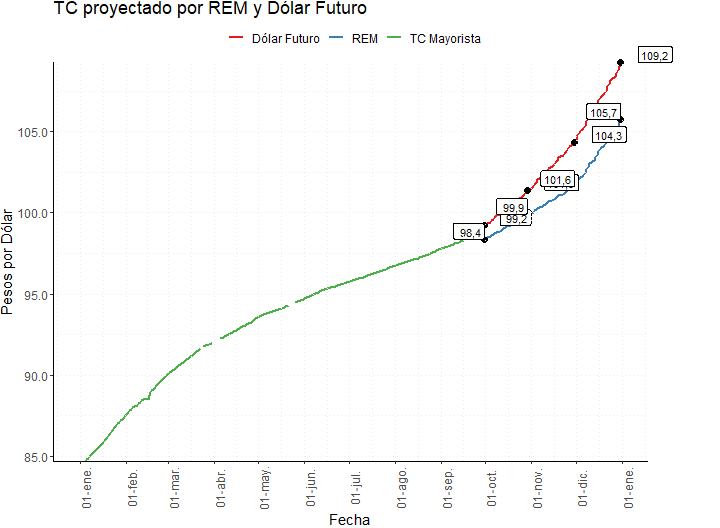 TC proyectado por REM y Dólar Futuro
Dólar Futuro REM TC Mayorista
109,2
105,7
104,3
101,6
99,9
99,2
98,4
105.0
100.0
95.0
90.0
85.0
Pesos por Dólar
01-ene. 01-feb. 01-mar. 01-abr. 01-may. 01-jun. 01-jul. 01-ago. 01-sep. 01-oct. 01-nov. 01-dic. 01-ene.
Fecha